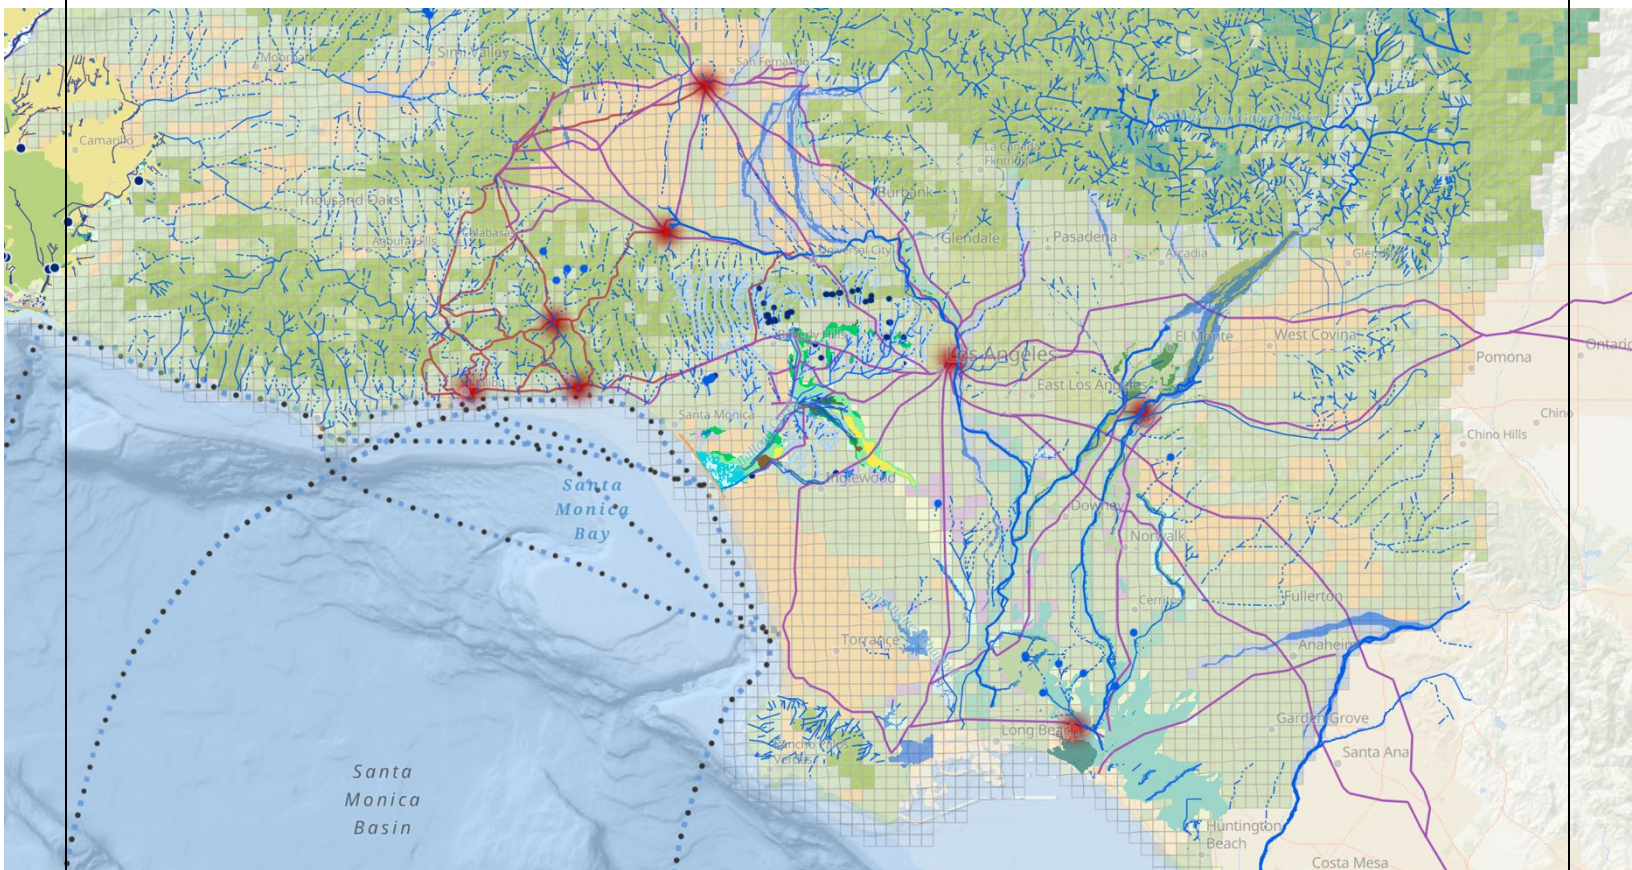 Moorpark
Simi Valley
San Fernando
Camarillo
La Cañada
Flintridge
Burbank
Thousand Oaks
Agoura Hills
Calabasas
Universal City
Glendale
Pasadena
Arcadia
Glendora
Beverly Hills
Los Angeles
El Monte
West Covina
Ontario
Pomona
East Los Angeles
Malibu
Santa Monica
Chino
Chino Hills
Inglewood
Santa
Monica
Bay
Downey
Norwalk
Cerritos
Fullerton
Torrance
Anaheim
Garden Grove
Long Beach
Rancho Palos
Verdes
Santa Ana
Santa
Monica
Basin
Huntington
Beach
Costa Mesa